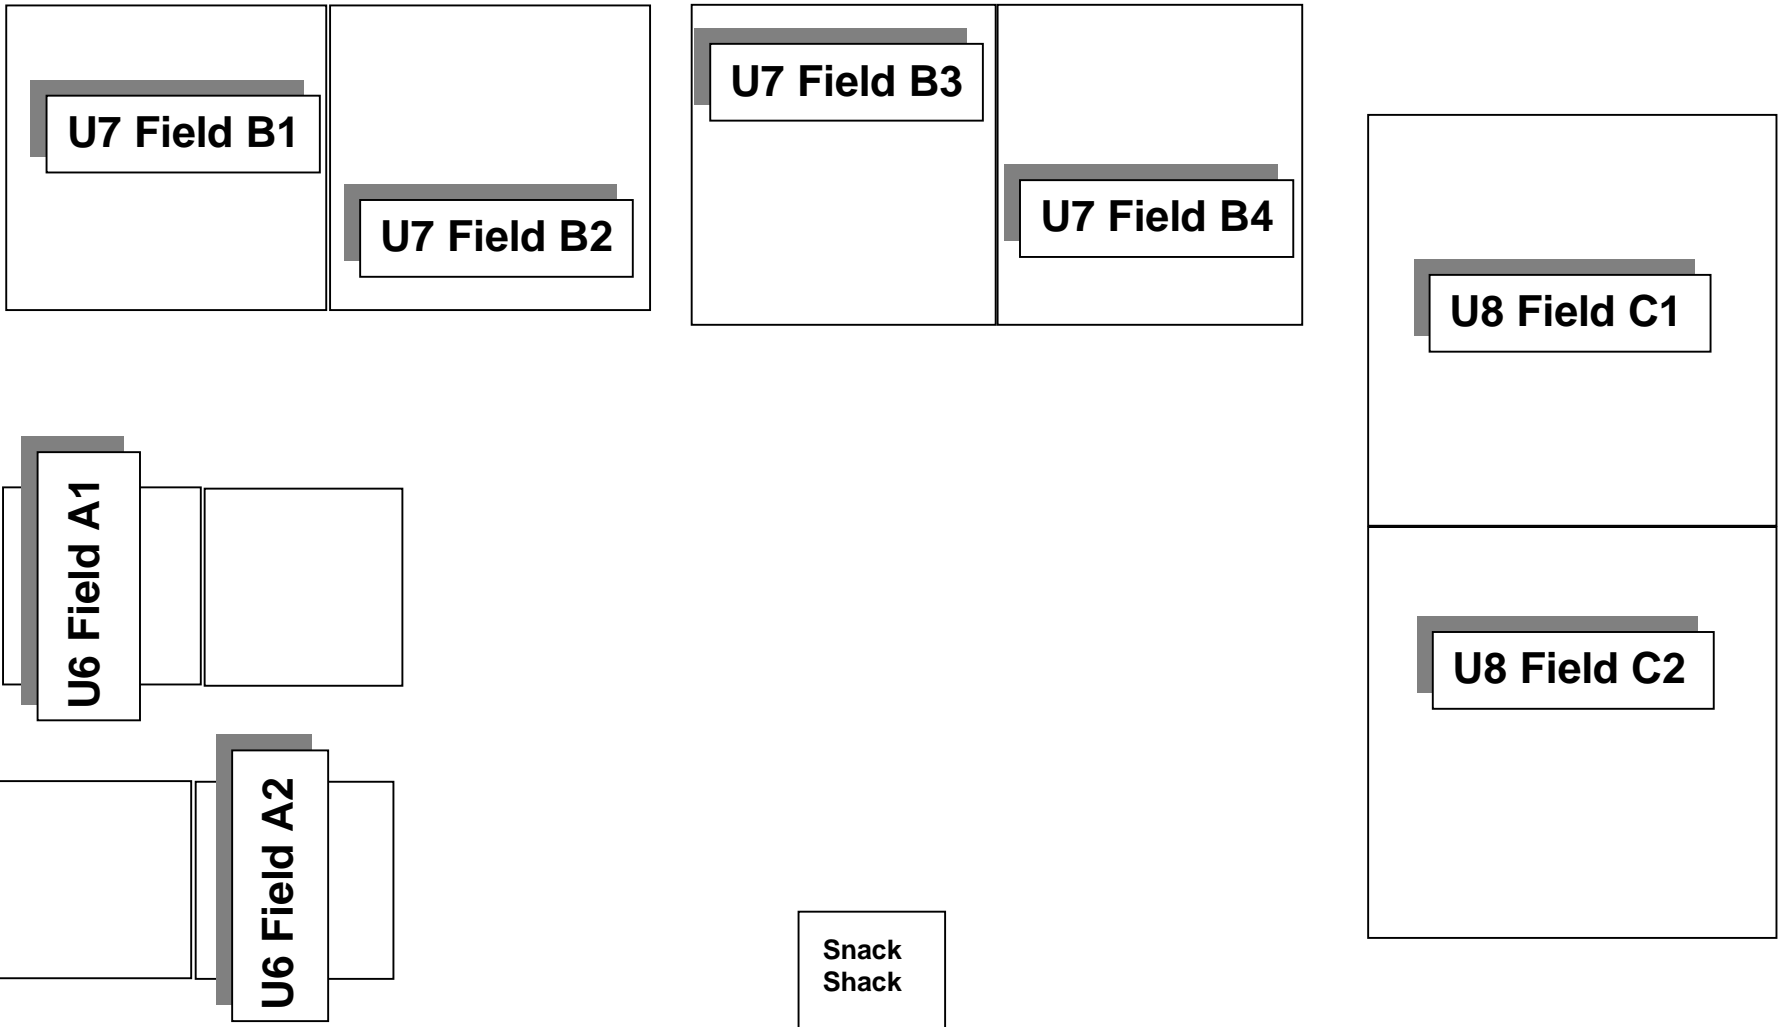 U7 Field B1
U7 Field B2
U7 Field B3
U7 Field B4
U8 Field C1
U6 Field A1
U8 Field C2
U6 Field A2
Snack
Shack